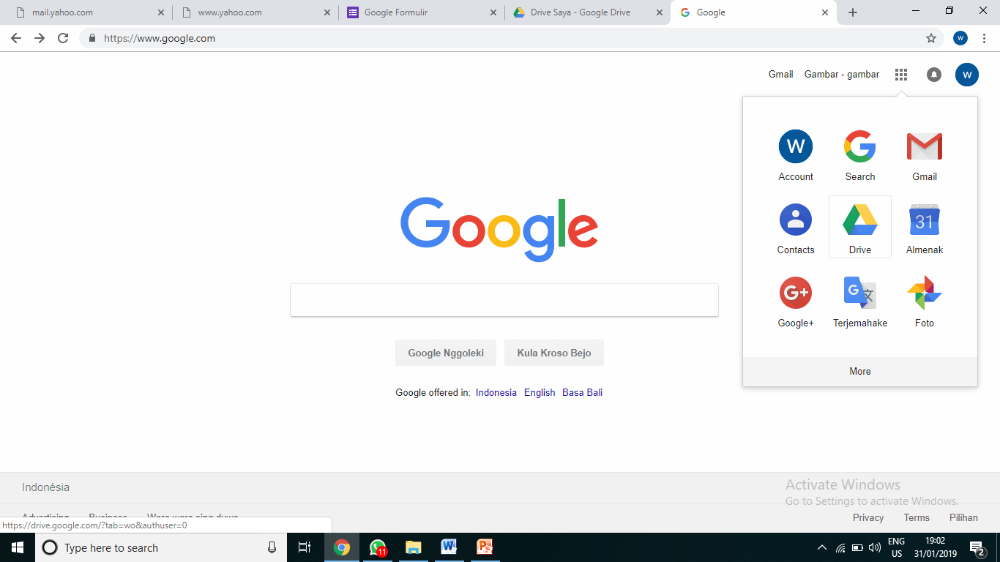 mail.yahoo.com www.yahoo.com Google Formulir Drive Saya - Google Drive Google
https://www.google.com W
Gmail Gambar - gambar W
W
Account Search Gmail
31
Contacts Drive Almenak
G+ G
Google+ Terjemahake Foto
More
Google
Google Nggoleki Kula Kroso Bejo
Google offered in: Indonesia English Basa Bali
Indonésia
Activate Windows
Go to Settings to activate Windows.
Privacy Terms Pilihan
https://drive.google.com/?tab=wo&authuser=0
Type here to search 11 ENG 19:02
US 31/01/2019 2